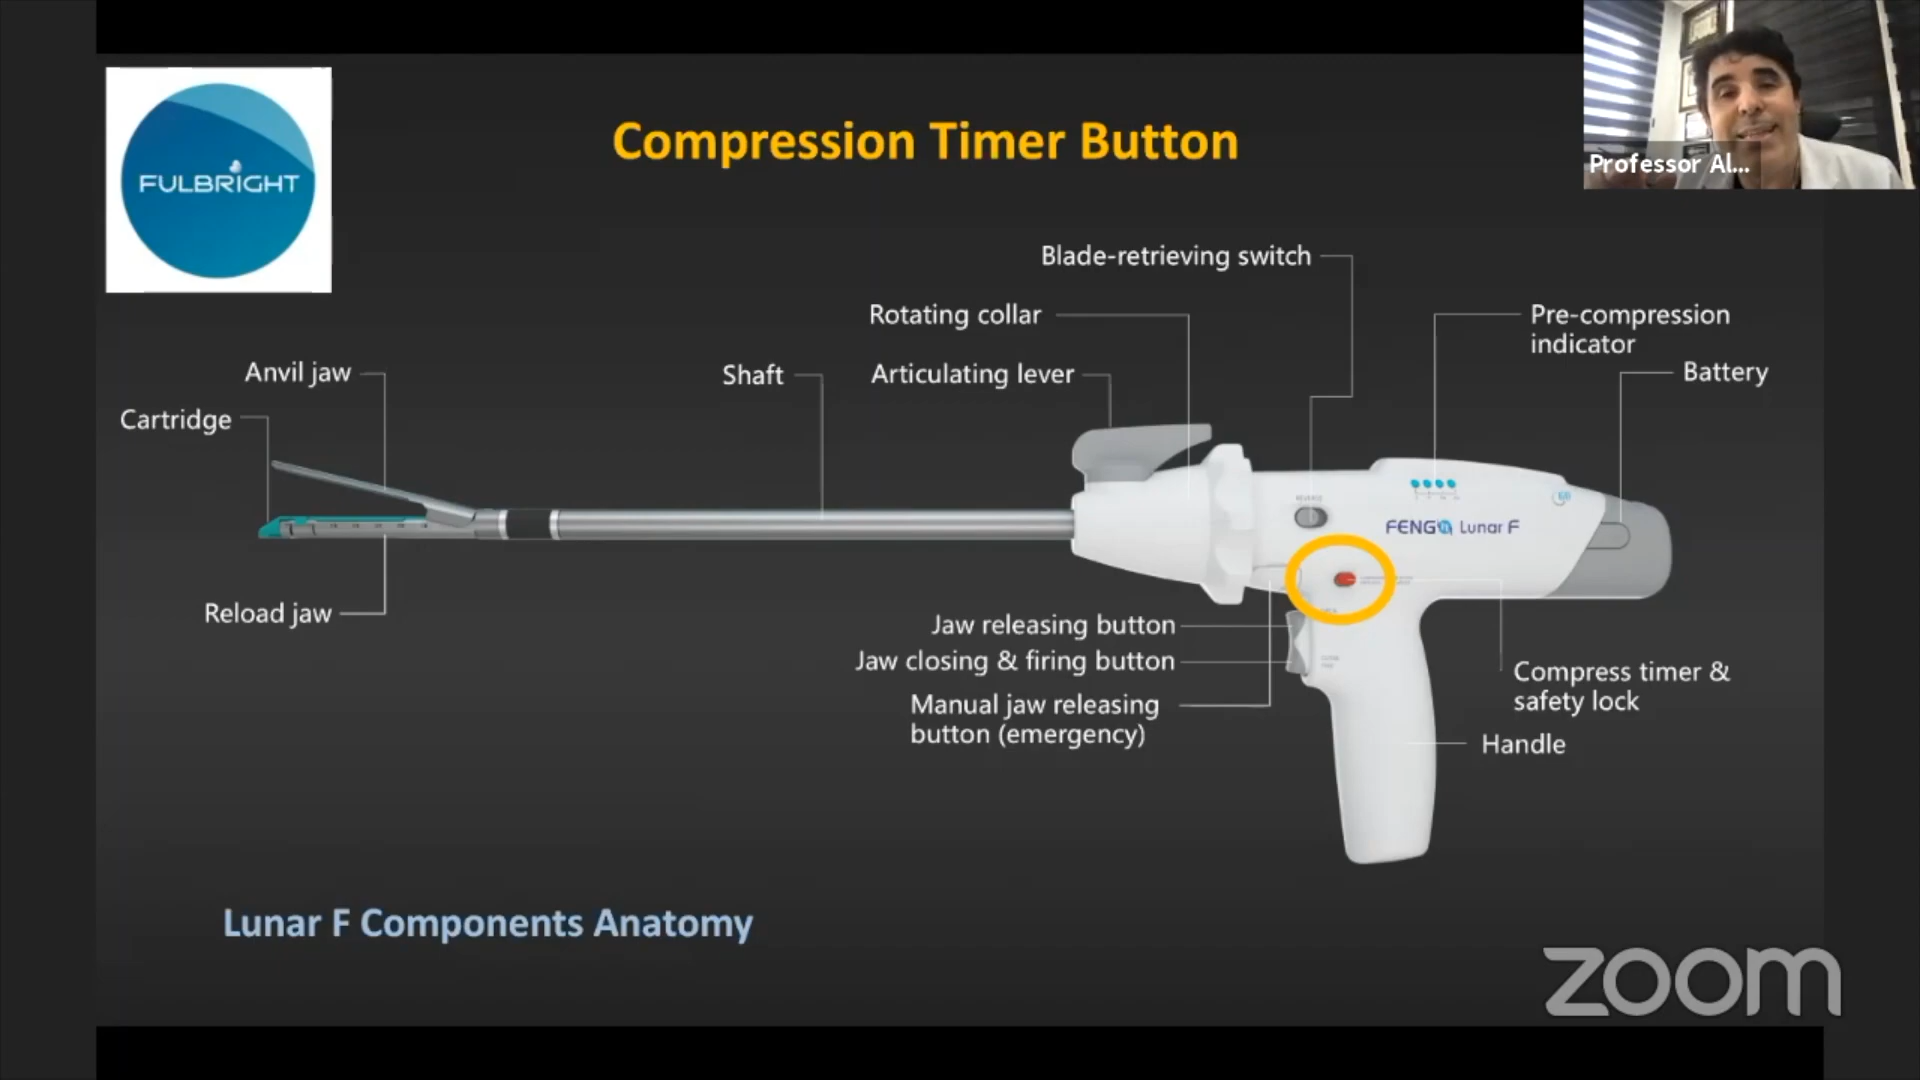 FULBRIGHT
Compression Timer Button
Professor Al...
Blade-retrieving switch
Rotating collar
Pre-compression
indicator
Anvil jaw
Shaft
Articulating lever
Battery
Cartridge
REVERSE
FENGH Lunar F
Reload jaw
Jaw releasing button
Jaw closing & firing button
Compress timer &
safety lock
Manual jaw releasing
button (emergency)
Handle
Lunar F Components Anatomy
zoom